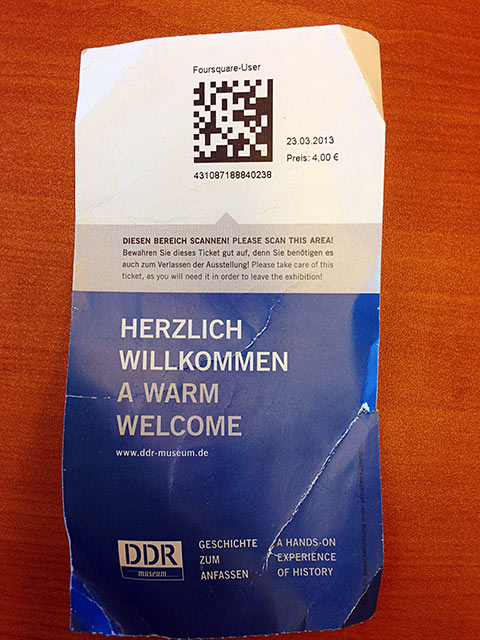 Foursquare-User
23.03.2013
Preis: 4,00 €
431087188840238
DIESEN BEREICH SCANNEN! PLEASE SCAN THIS AREA!
Bewahren Sie dieses Ticket gut auf, denn Sie benötigen es
auch zum Verlassen der Ausstellung! Please take care of this
ticket, as you will need it in order to leave the exhibition!
HERZLICH
WILLKOMMEN
A WARM
WELCOME
www.ddr-museum.de
DDR
museum
GESCHICHTE
ZUM
ANFASSEN
A HANDS-ON
EXPERIENCE
OF HISTORY